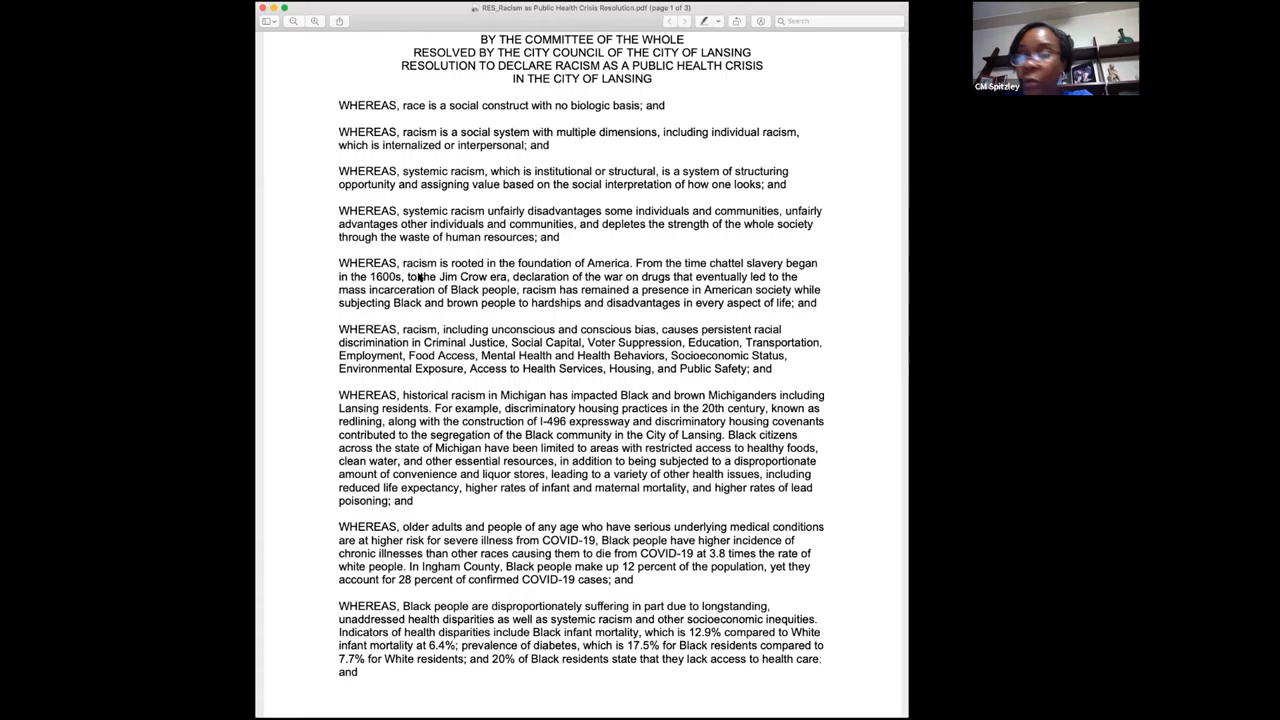 RES_Racism as Public Health Crisis Resolution.pdf (page 1 of 3)
Search
BY THE COMMITTEE OF THE WHOLE
RESOLVED BY THE CITY COUNCIL OF THE CITY OF LANSING
RESOLUTION TO DECLARE RACISM AS A PUBLIC HEALTH CRISIS
IN THE CITY OF LANSING
CM Spitzley
WHEREAS, race is a social construct with no biologic basis; and
WHEREAS, racism is a social system with multiple dimensions, including individual racism,
which is internalized or interpersonal; and
WHEREAS, systemic racism, which is institutional or structural, is a system of structuring
opportunity and assigning value based on the social interpretation of how one looks; and
WHEREAS, systemic racism unfairly disadvantages some individuals and communities, unfairly
advantages other individuals and communities, and depletes the strength of the whole society
through the waste of human resources; and
WHEREAS, racism is rooted in the foundation of America. From the time chattel slavery began
in the 1600s, to the Jim Crow era, declaration of the war on drugs that eventually led to the
mass incarceration of Black people, racism has remained a presence in American society while
subjecting Black and brown people to hardships and disadvantages in every aspect of life; and
WHEREAS, racism, including unconscious and conscious bias, causes persistent racial
discrimination in Criminal Justice, Social Capital, Voter Suppression, Education, Transportation,
Employment, Food Access, Mental Health and Health Behaviors, Socioeconomic Status,
Environmental Exposure, Access to Health Services, Housing, and Public Safety; and
WHEREAS, historical racism in Michigan has impacted Black and brown Michiganders including
Lansing residents. For example, discriminatory housing practices in the 20th century, known as
redlining, along with the construction of I-496 expressway and discriminatory housing covenants
contributed to the segregation of the Black community in the City of Lansing. Black citizens
across the state of Michigan have been limited to areas with restricted access to healthy foods,
clean water, and other essential resources, in addition to being subjected to a disproportionate
amount of convenience and liquor stores, leading to a variety of other health issues, including
reduced life expectancy, higher rates of infant and maternal mortality, and higher rates of lead
poisoning; and
WHEREAS, older adults and people of any age who have serious underlying medical conditions
are at higher risk for severe illness from COVID-19, Black people have higher incidence of
chronic illnesses than other races causing them to die from COVID-19 at 3.8 times the rate of
white people. In Ingham County, Black people make up 12 percent of the population, yet they
account for 28 percent of confirmed COVID-19 cases; and
WHEREAS, Black people are disproportionately suffering in part due to longstanding,
unaddressed health disparities as well as systemic racism and other socioeconomic inequities.
Indicators of health disparities include Black infant mortality, which is 12.9% compared to White
infant mortality at 6.4%; prevalence of diabetes, which is 17.5% for Black residents compared to
7.7% for White residents; and 20% of Black residents state that they lack access to health care;
and